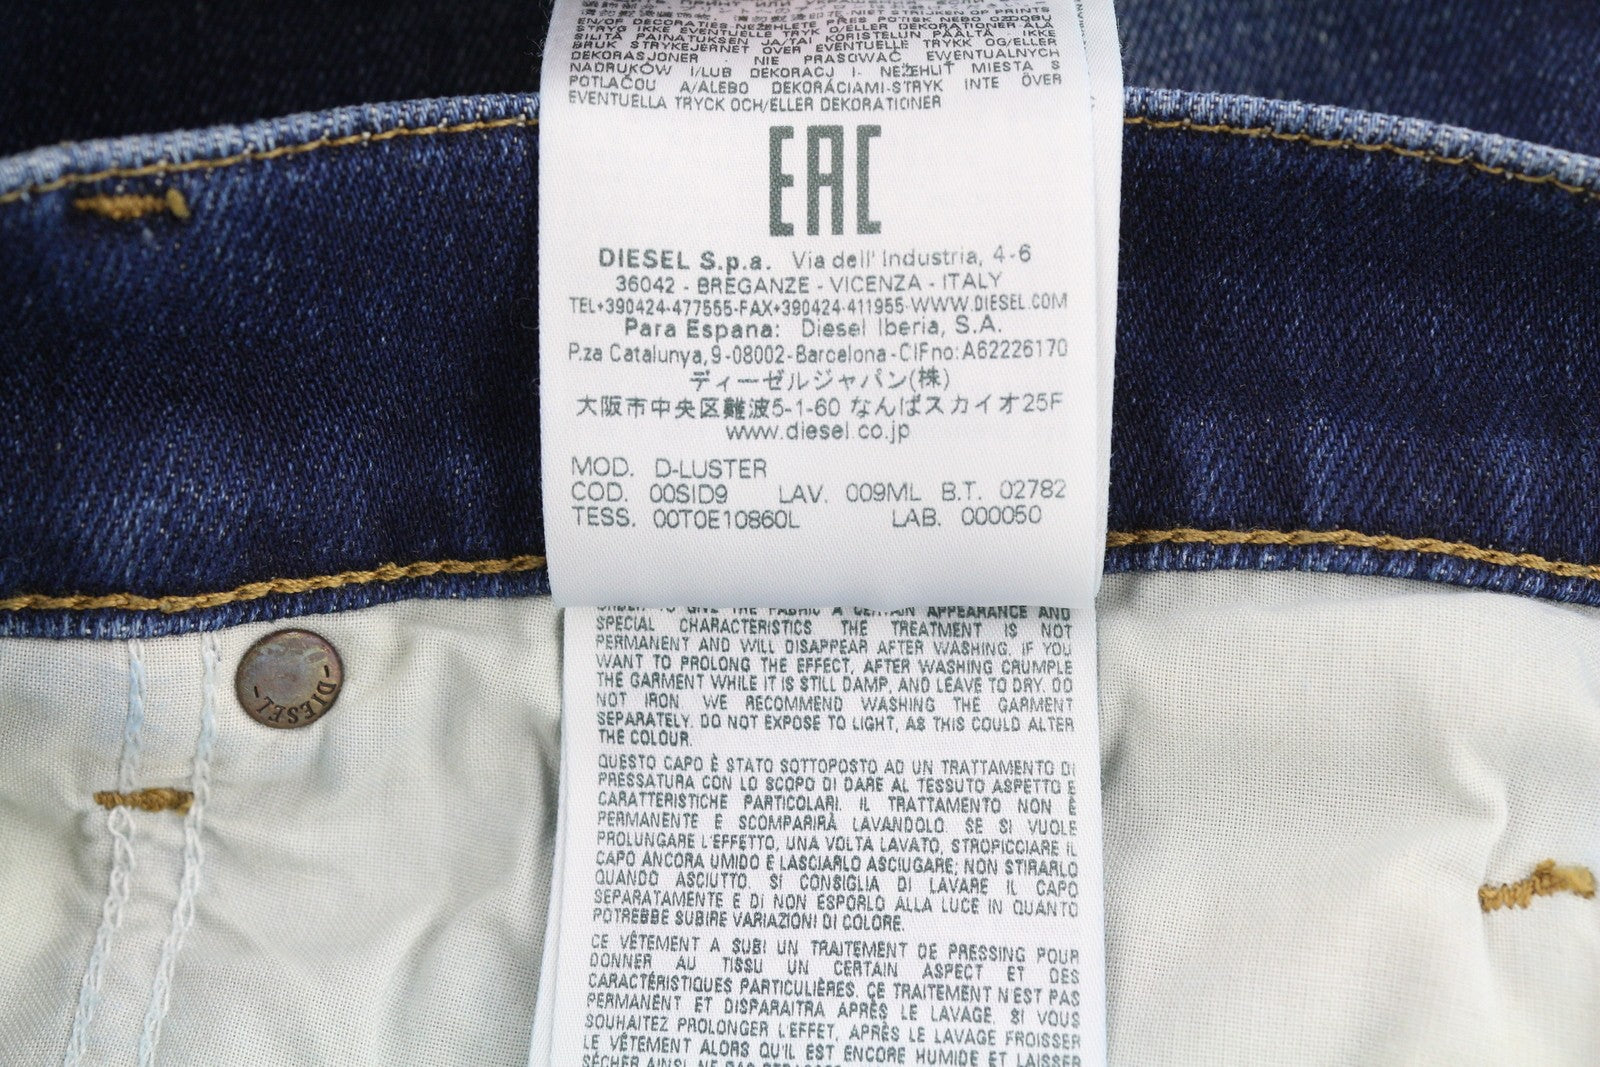 EN/OF DECORATIES NEZEHLETE PRES POTISK NEBO OZDOBU
STRYG IKKE EVENTUELLE TRYK O/ELLER DEKORATIONER ÄLÄ
SILITÄ PAINATUKSEN JA/TAI KORISTELUN PÄÄLTÄ IKKE
BRUK STRYKEJERNET OVER EVENTUELLE TRYKK OG/ELLER
DEKORASJONER NIE PRASOWAĆ EWENTUALNYCH
NADRUKÓW I/LUB DEKORACJ I- NEŽEHLIT MIESTA S
POTLAČOU A/ALEBO DEKORÁCIAMI-STRYK INTE ÖVER
EVENTUELLA TRYCK OCH/ELLER DEKORATIONER
EAC
DIESEL S.p.a. Via dell' Industria, 4-6
36042 - BREGANZE - VICENZA - ITALY
TEL+390424-477555-FAX+390424-411955-WWW.DIESEL.COM
Para Espana: Diesel Iberia, S.A.
P.za Catalunya,9-08002-Barcelona-CIFno:A62226170
ディーゼルジャパン(株)
大阪市中央区難波5-1-60 なんばスカイオ25F
www.diesel.co.jp
MOD. D-LUSTER
COD. 00SID9 LAV. 009ML B.T. 02782
TESS. 00T0E10860L LAB. 000050
ORDER TO GIVE THE FABRIC A CERTAIN APPEARANCE AND
SPECIAL CHARACTERISTICS THE TREATMENT IS NOT
PERMANENT AND WILL DISAPPEAR AFTER WASHING. IF YOU
WANT TO PROLONG THE EFFECT, AFTER WASHING CRUMPLE
THE GARMENT WHILE IT IS STILL DAMP, AND LEAVE TO DRY. DO
NOT IRON. WE RECOMMEND WASHING THE GARMENT
SEPARATELY. DO NOT EXPOSE TO LIGHT, AS THIS COULD ALTER
THE COLOUR.
QUESTO CAPO È STATO SOTTOPOSTO AD UN TRATTAMENTO DI
PRESSATURA CON LO SCOPO DI DARE AL TESSUTO ASPETTO E
CARATTERISTICHE PARTICOLARI. IL TRATTAMENTO NON È
PERMANENTE E SCOMPARIRÀ LAVANDOLO. SE SI VUOLE
PROLUNGARE L'EFFETTO, UNA VOLTA LAVATO, STROPICCIARE IL
CAPO ANCORA UMIDO E LASCIARLO ASCIUGARE; NON STIRARLO
QUANDO ASCIUTTO. SI CONSIGLIA DI LAVARE IL CAPO
SEPARATAMENTE E DI NON ESPORLO ALLA LUCE IN QUANTO
POTREBBE SUBIRE VARIAZIONI DI COLORE.
CE VÊTEMENT A SUBI UN TRAITEMENT DE PRESSING POUR
DONNER AU TISSU UN CERTAIN ASPECT ET DES
CARACTÉRISTIQUES PARTICULIÈRES. CE TRAITEMENT N'EST PAS
PERMANENT ET DISPARAITRA APRÈS LE LAVAGE. SI VOUS
SOUHAITEZ PROLONGER L'EFFET, APRÈS LE LAVAGE FROISSER
LE VÊTEMENT ALORS QU'IL EST ENCORE HUMIDE ET LAISSER
SÉCHER AINSI. NE PAS REPASSER
-DIESEL-